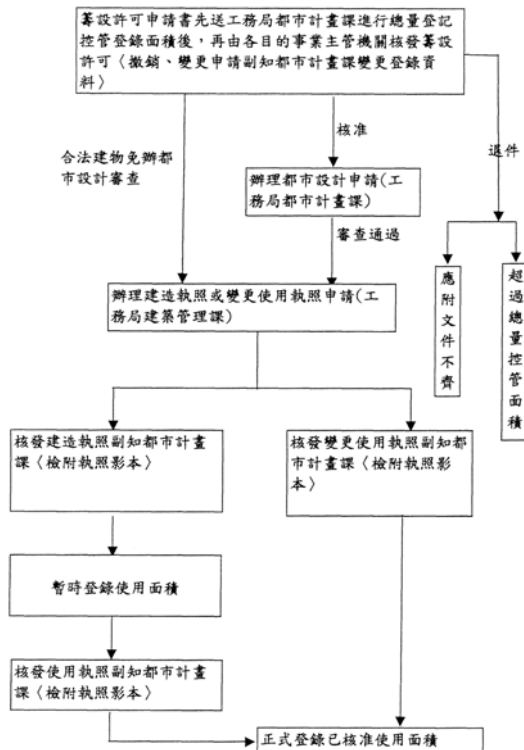 籌設許可申請書先送工務局都市計畫課進行總量登記
控管登錄面積後，再由各目的事業主管機關核發籌設
許可〈撤銷、變更申請副知都市計畫課變更登錄資
料〉
合法建物免辦都
市設計審查
核准
退件
辦理都市設計申請(工
務局都市計畫課)
審查通過
應附文件不齊
超過總量控管面積
辦理建造執照或變更使用執照申請(工
務局建築管理課)
核發建造執照副知都市計畫
課〈檢附執照影本〉
核發變更使用執照副知都
市計畫課〈檢附執照影
本〉
暫時登錄使用面積
核發使用執照副知都市計畫
課〈檢附執照影本〉
正式登錄已核准使用面積